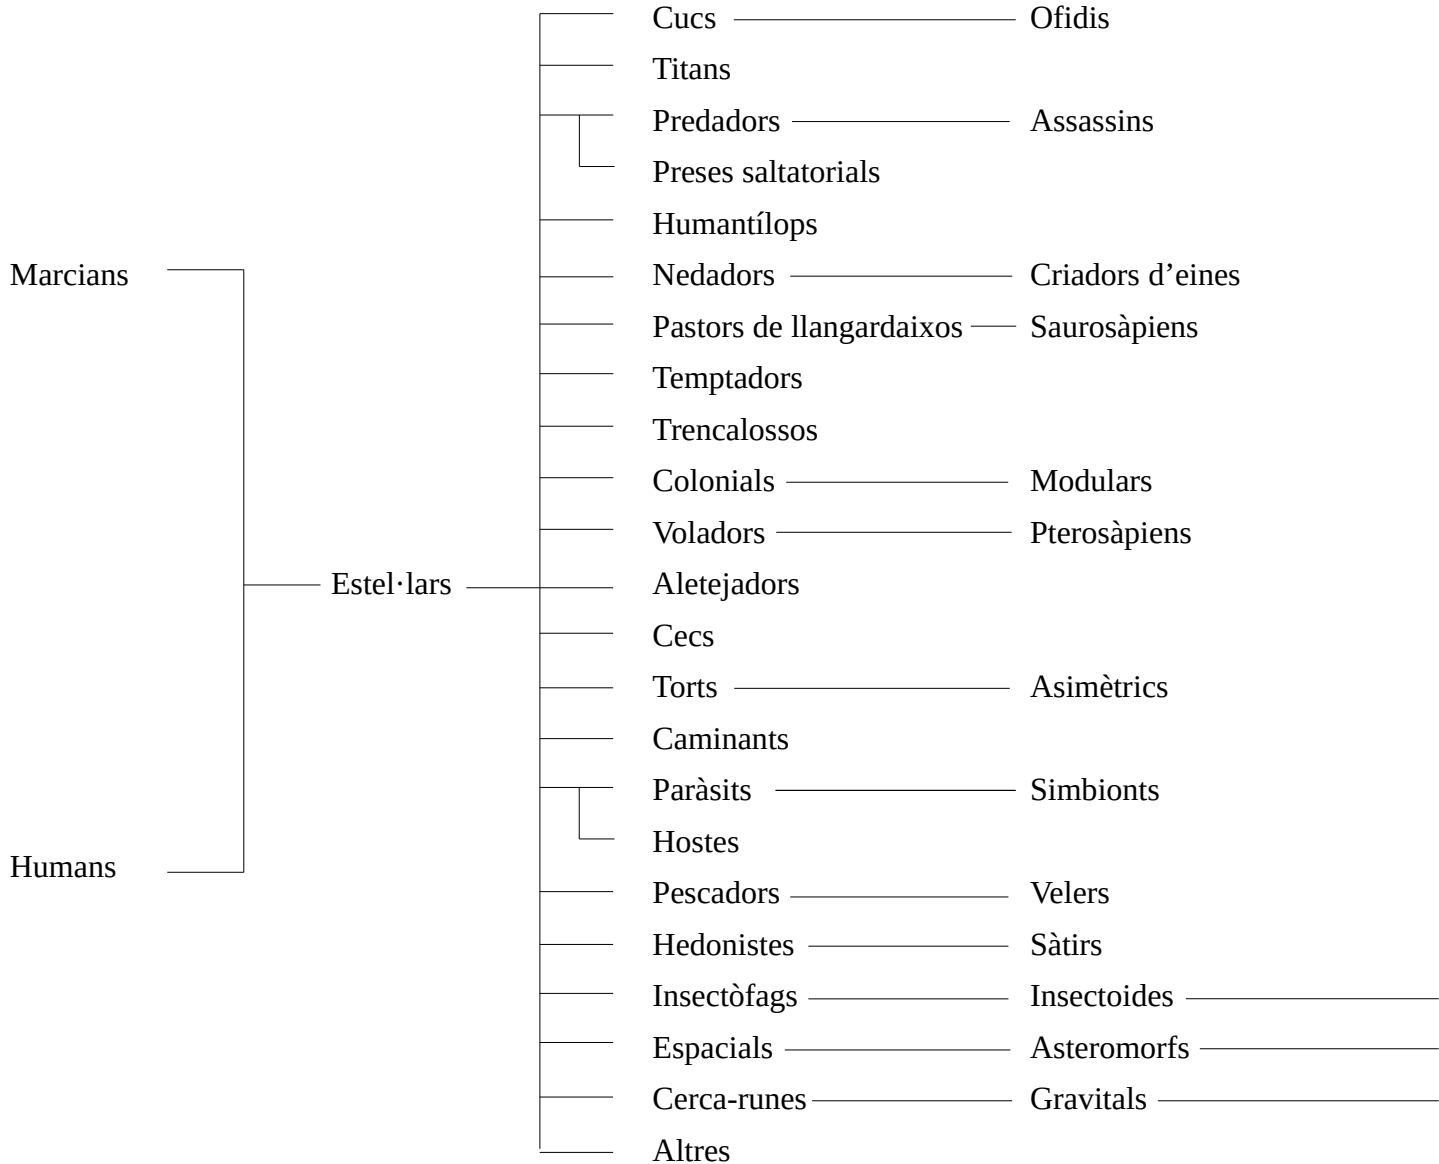 Cucs Ofidis
Titans
Predadors Assassins
Preses saltatorials
Humantílops
Marcians Nedadors Criadors d’eines
Pastors de llangardaixos Saurosàpiens
Temptadors
Trencalossos
Colonials Modulars
Voladors Pterosàpiens
Estel·lars Aletejadors
Cecs
Torts Asimètrics
Caminants
Paràsits Simbionts
Hostes
Humans
Pescadors Velers
Hedonistes Sàtirs
Insectòfags Insectoides
Espacials Asteromorfs
Cerca-runes Gravitals
Altres